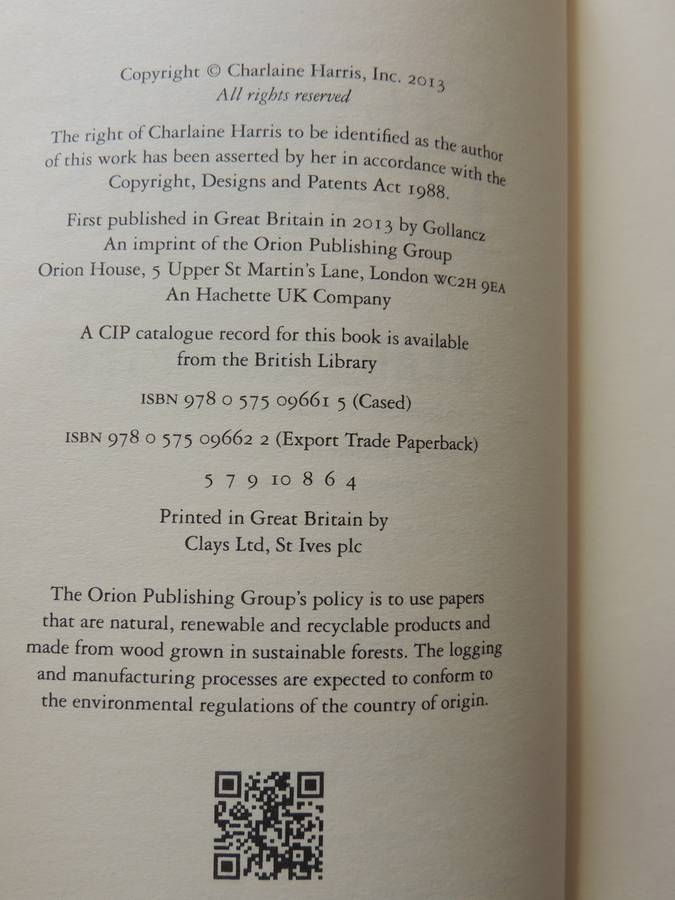 Copyright © Charlaine Harris, Inc. 2013
All rights reserved
The right of Charlaine Harris to be identified as the author
of this work has been asserted by her in accordance with the
Copyright, Designs and Patents Act 1988.
First published in Great Britain in 2013 by Gollancz
An imprint of the Orion Publishing Group
Orion House, 5 Upper St Martin's Lane, London WC2H 9EA
An Hachette UK Company
A CIP catalogue record for this book is available
from the British Library
ISBN 978 0 575 09661 5 (Cased)
ISBN 978 0 575 09662 2 (Export Trade Paperback)
5 7 9 10 8 6 4
Printed in Great Britain by
Clays Ltd, St Ives plc
The Orion Publishing Group's policy is to use papers
that are natural, renewable and recyclable products and
made from wood grown in sustainable forests. The logging
and manufacturing processes are expected to conform to
the environmental regulations of the country of origin.